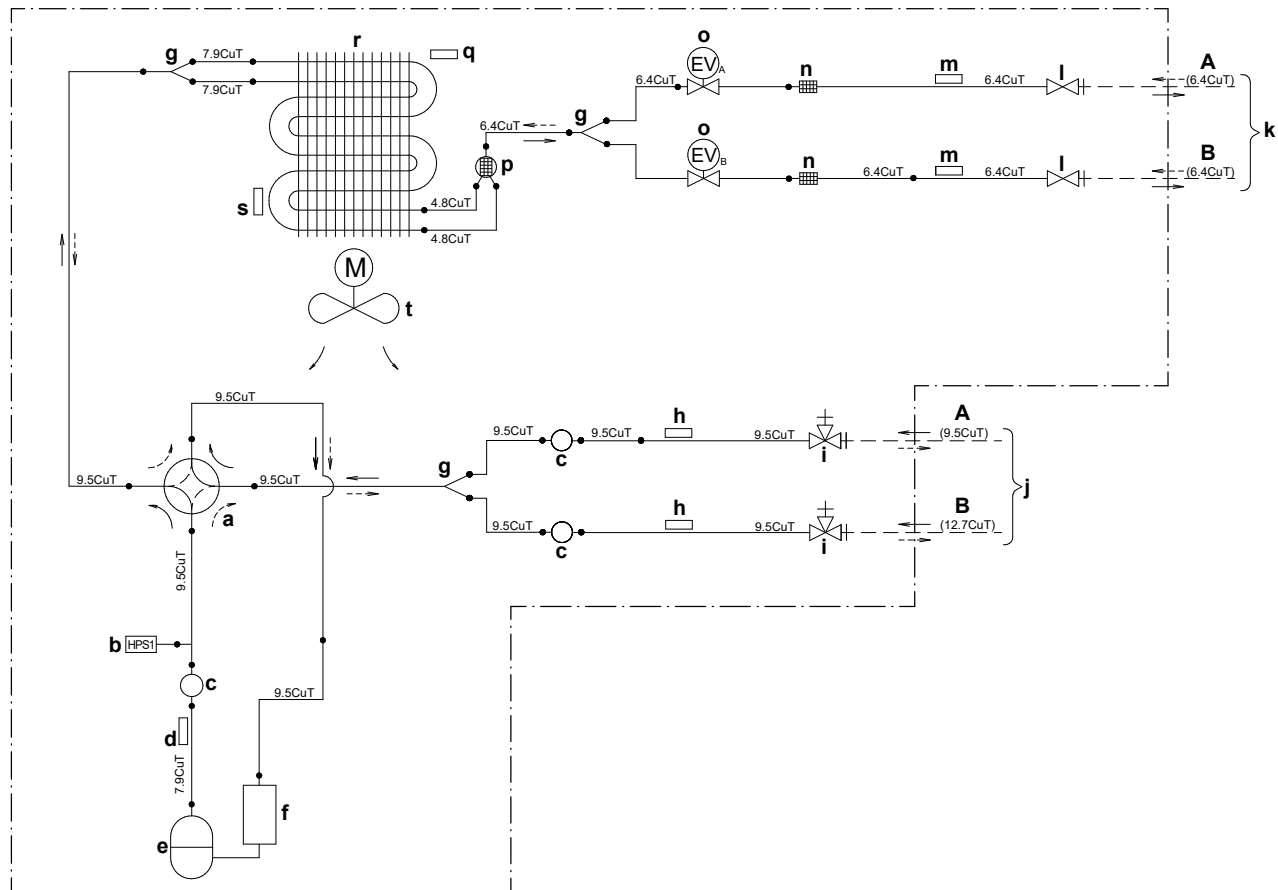 g
7.9CuT
7.9CuT
r
q
s
6.4CuT
p
4.8CuT
4.8CuT
g
6.4CuT
o
EVA
n
m
6.4CuT
l
A
(6.4CuT)
k
o
EVB
n
6.4CuT
m
6.4CuT
l
B
(6.4CuT)
M
t
9.5CuT
9.5CuT
a
9.5CuT
g
9.5CuT
c
9.5CuT
h
9.5CuT
i
A
(9.5CuT)
j
9.5CuT
c
h
9.5CuT
i
B
(12.7CuT)
9.5CuT
b
HPS1
c
9.5CuT
d
7.9CuT
f
e